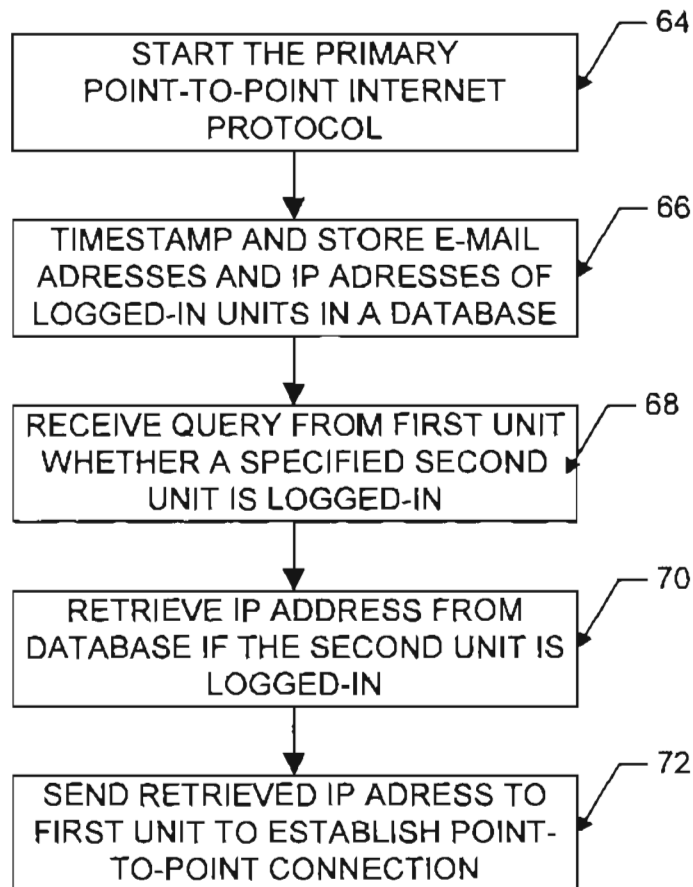 64
START THE PRIMARY
POINT-TO-POINT INTERNET
PROTOCOL
66
TIMESTAMP AND STORE E-MAIL
ADRESSES AND IP ADRESSES OF
LOGGED-IN UNITS IN A DATABASE
68
RECEIVE QUERY FROM FIRST UNIT
WHETHER A SPECIFIED SECOND
UNIT IS LOGGED-IN
70
RETRIEVE IP ADDRESS FROM
DATABASE IF THE SECOND UNIT IS
LOGGED-IN
72
SEND RETRIEVED IP ADRESS TO
FIRST UNIT TO ESTABLISH POINT-
TO-POINT CONNECTION